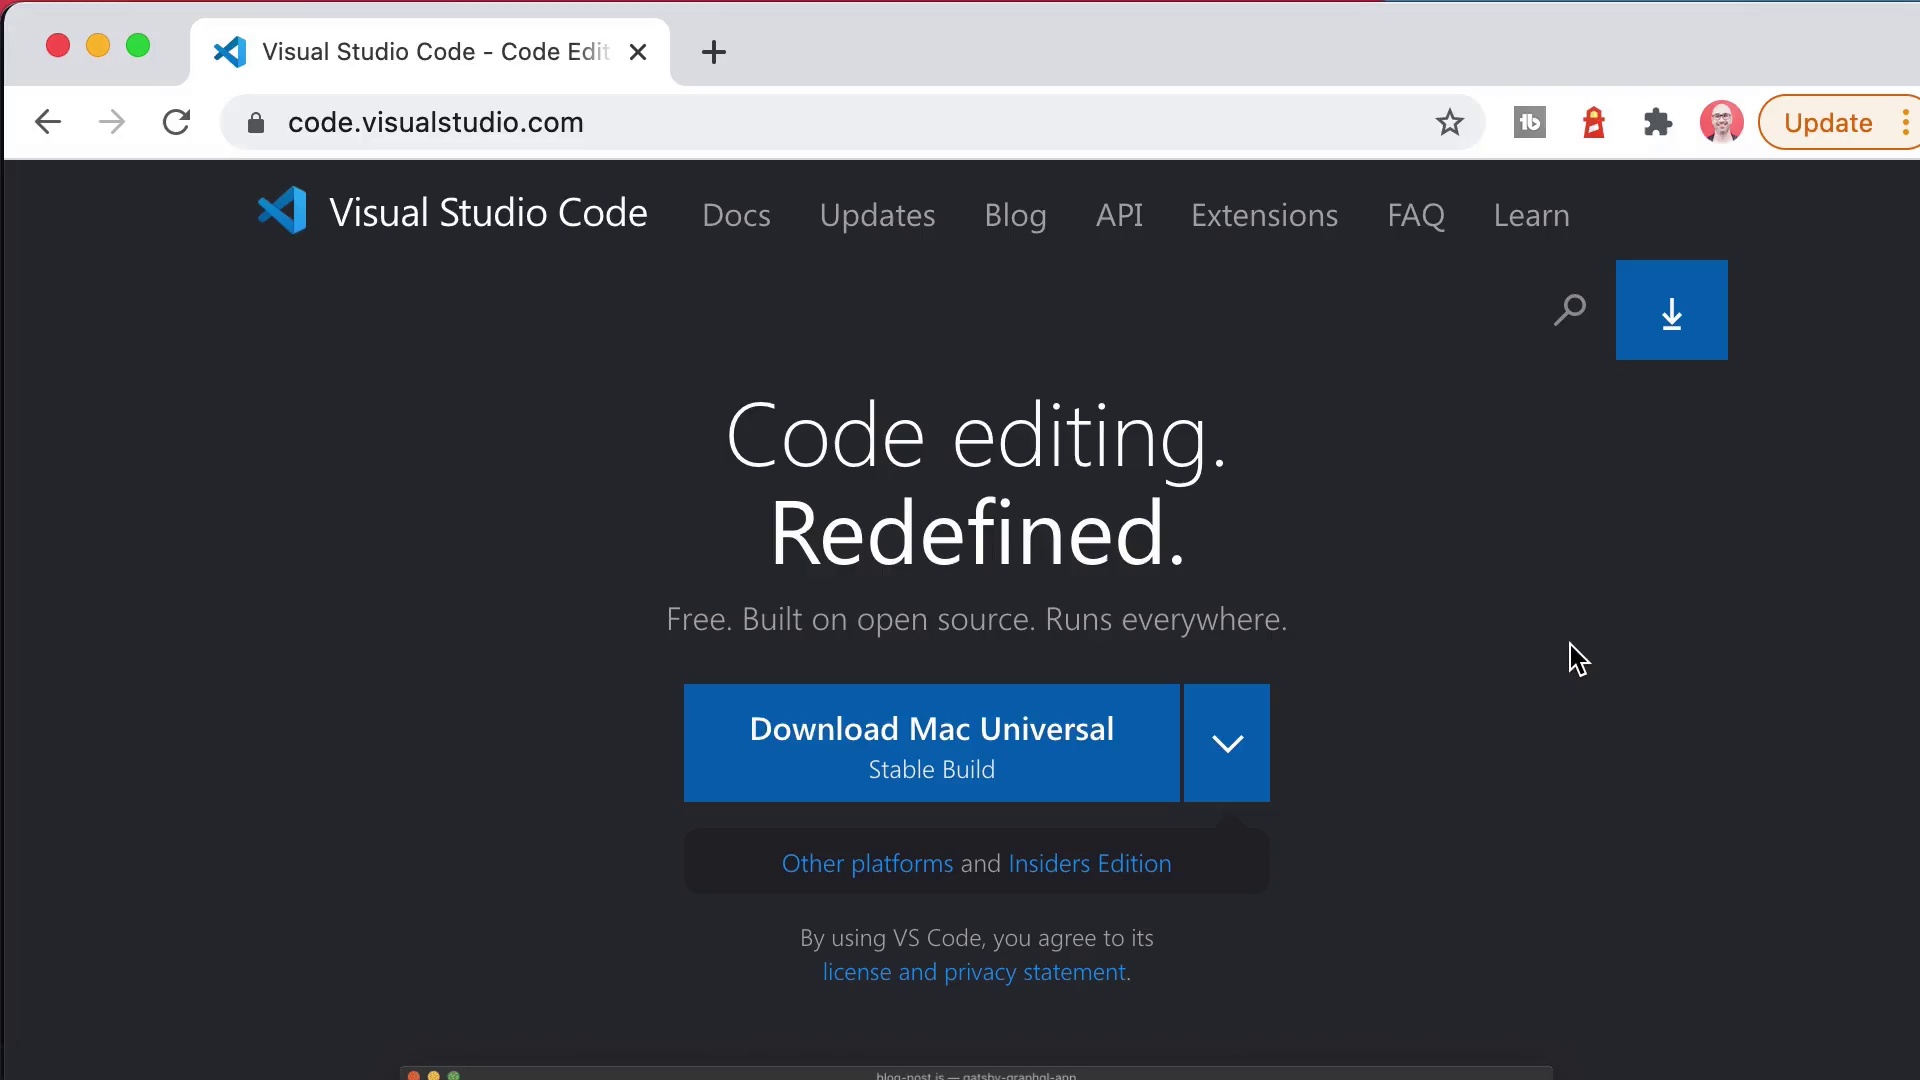 Visual Studio Code - Code Edit
code.visualstudio.com
Update
Visual Studio Code
Docs
Updates
Blog
API
Extensions
FAQ
Learn
Code editing.
Redefined.
Free. Built on open source. Runs everywhere.
Download Mac Universal
Stable Build
Other platforms and Insiders Edition
By using VS Code, you agree to its
license and privacy statement.
blog-post.js — gatsby-graphql-app